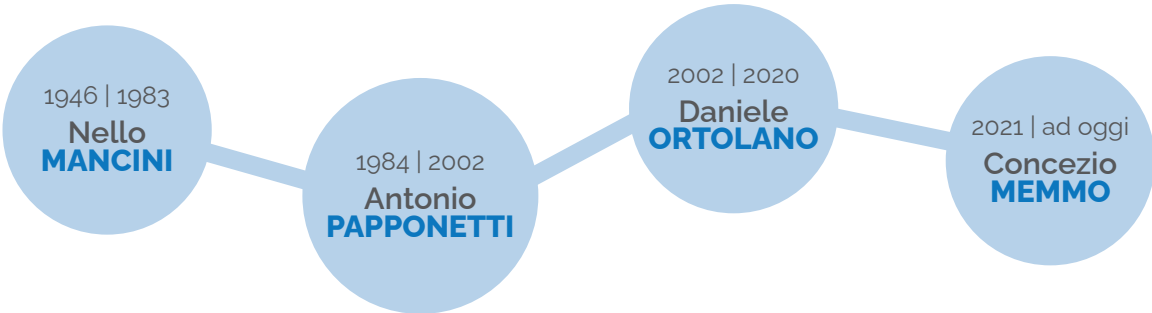 1946 | 1983
Nello
MANCINI
1984 | 2002
Antonio
PAPPONETTI
2002 | 2020
Daniele
ORTOLANO
2021 | ad oggi
Concezio
MEMMO